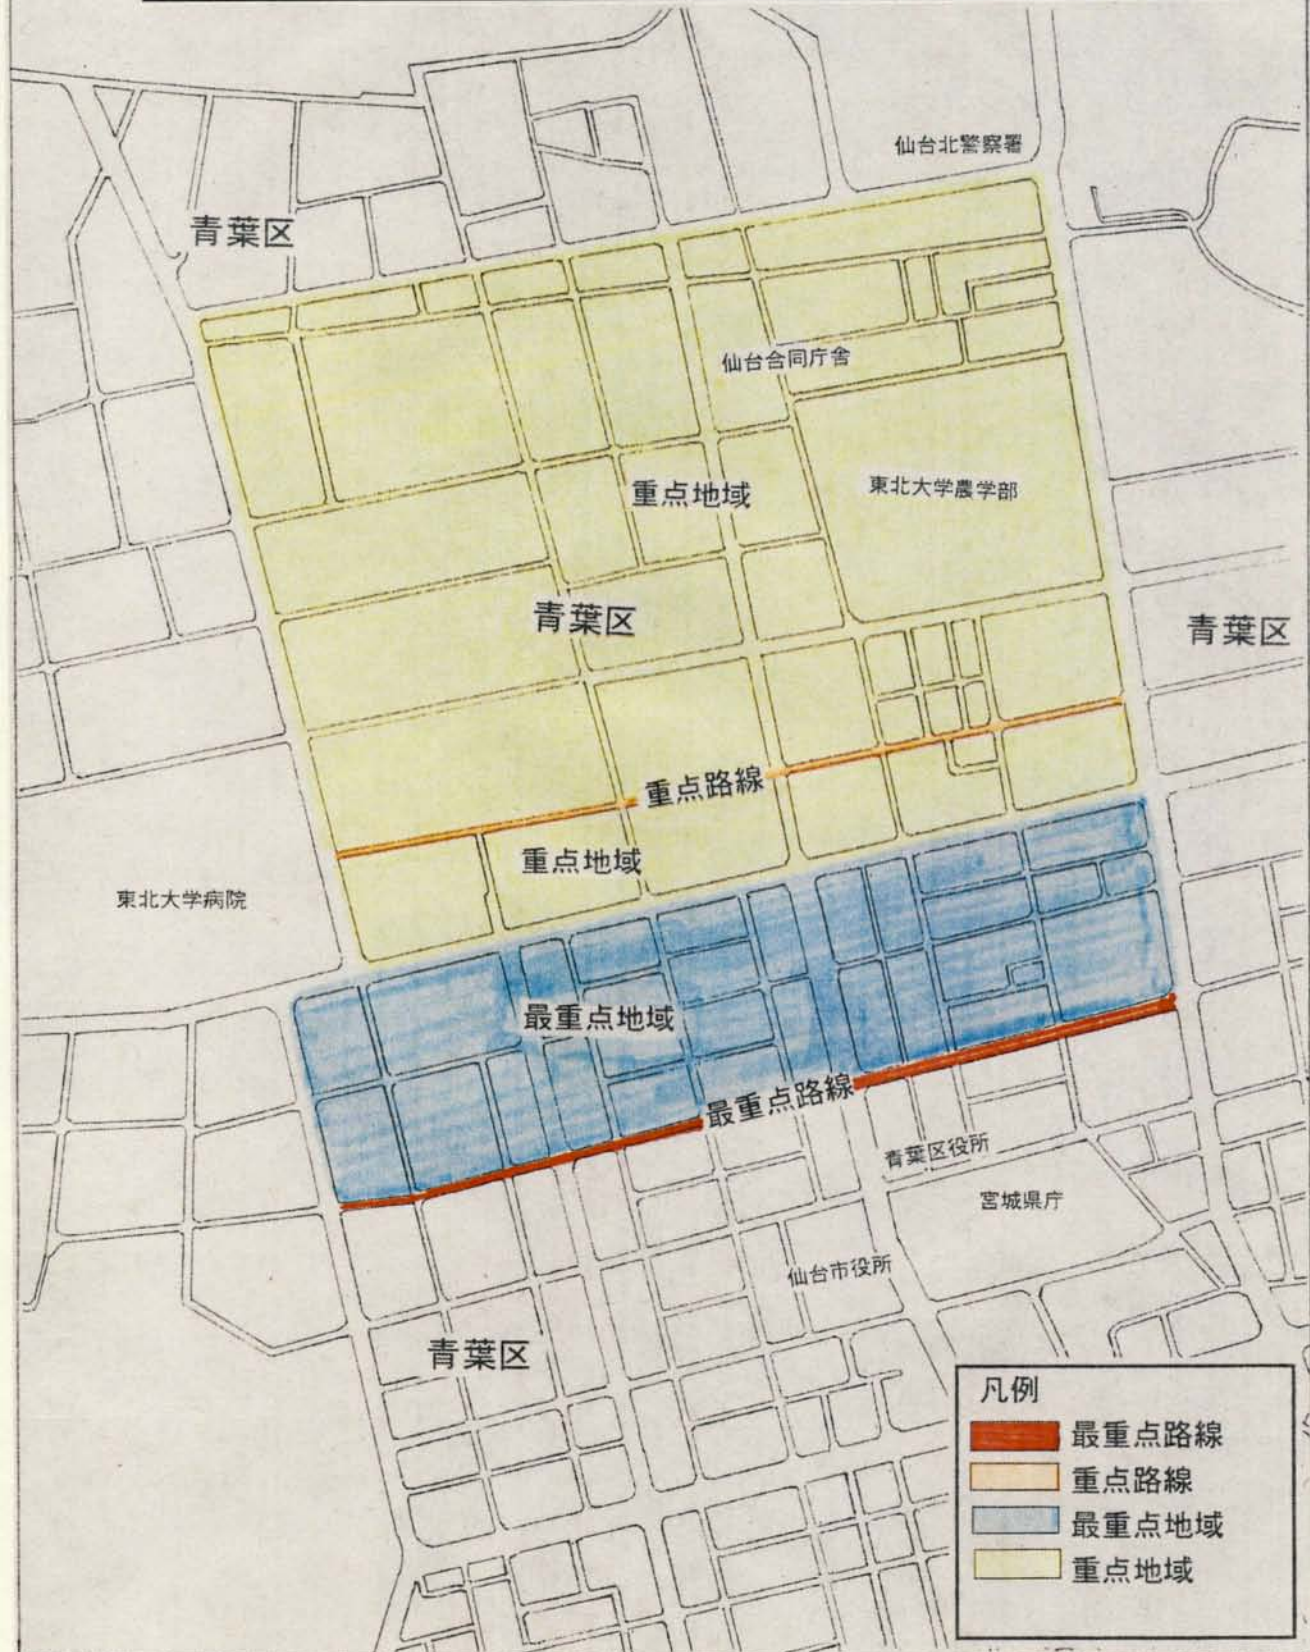 仙台北警察署
青葉区
仙台合同庁舎
重点地域
東北大学農学部
青葉区
青葉区
重点路線
重点地域
東北大学病院
最重点地域
最重点路線
青葉区役所
宮城県庁
仙台市役所
青葉区
凡例
最重点路線
重点路線
最重点地域
重点地域